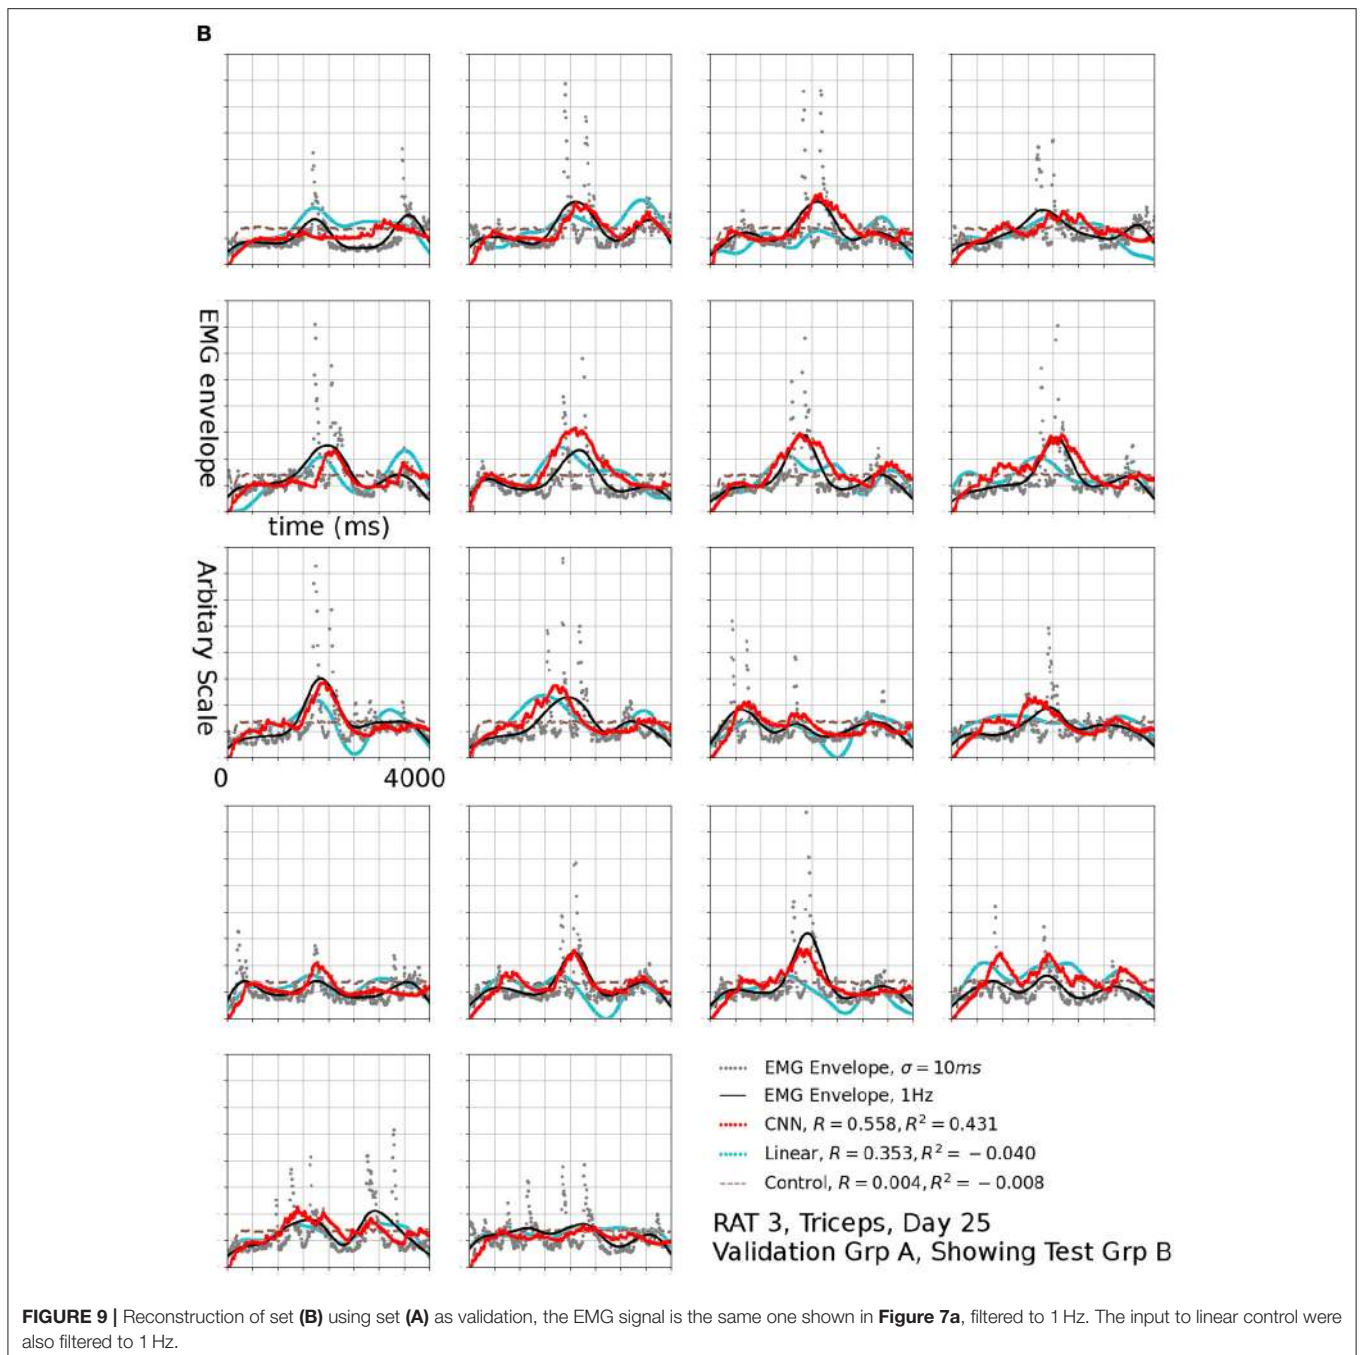 B
EMG envelope
time (ms)
Arbitary Scale
0 4000
EMG Envelope, σ = 10ms
EMG Envelope, 1Hz
CNN, R = 0.558, R² = 0.431
Linear, R = 0.353, R² = − 0.040
Control, R = 0.004, R² = − 0.008
RAT 3, Triceps, Day 25
Validation Grp A, Showing Test Grp B
FIGURE 9 | Reconstruction of set (B) using set (A) as validation, the EMG signal is the same one shown in Figure 7a, filtered to 1 Hz. The input to linear control were
also filtered to 1 Hz.